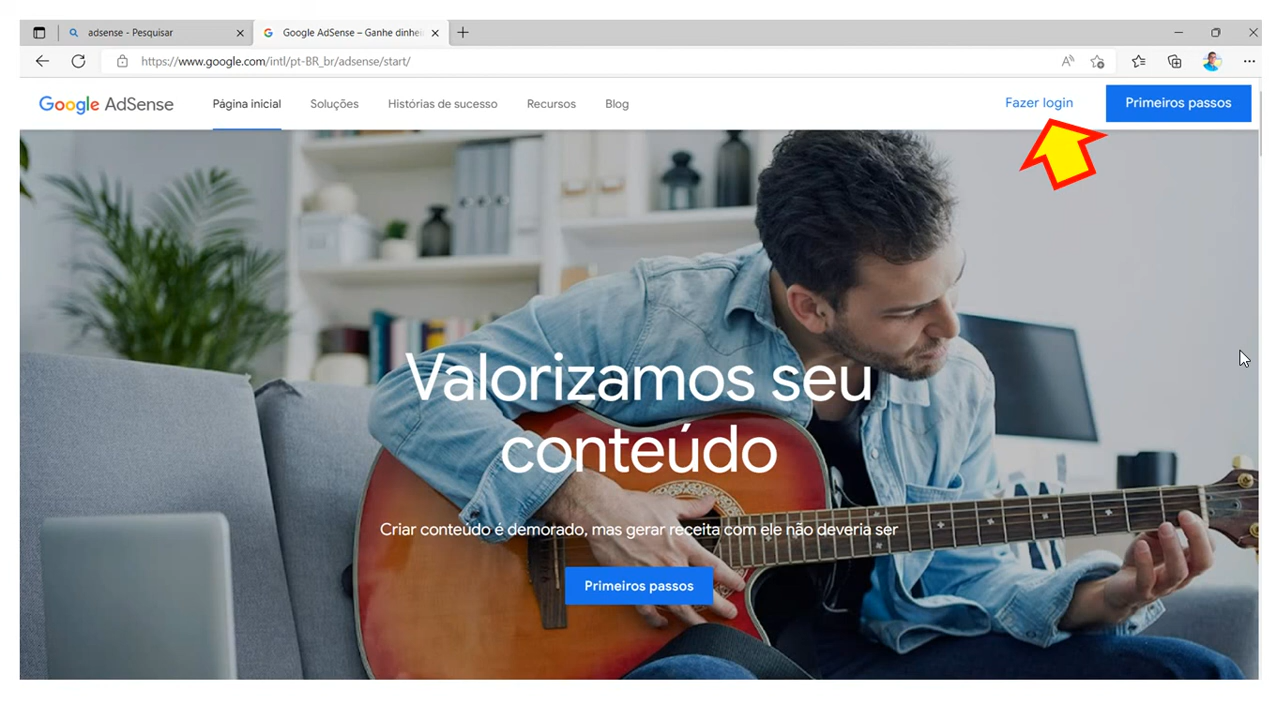 adsense - Pesquisar
Google AdSense – Ganhe dinhei
https://www.google.com/intl/pt-BR_br/adsense/start/
Google AdSense
Página inicial
Soluções
Histórias de sucesso
Recursos
Blog
Fazer login
Primeiros passos
Valorizamos seu
conteúdo
Criar conteúdo é demorado, mas gerar receita com ele não deveria ser
Primeiros passos